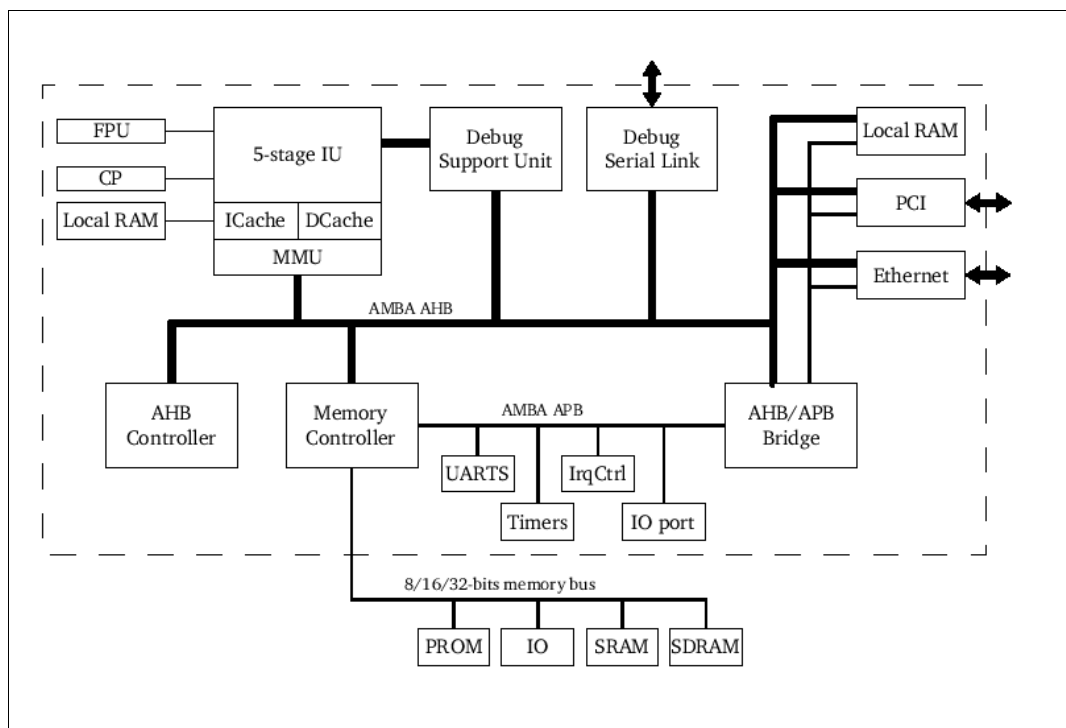 FPU
5-stage IU
Debug
Support Unit
Debug
Serial Link
Local RAM
CP
PCI
Local RAM
ICache
DCache
MMU
Ethernet
AMBA AHB
AHB
Controller
Memory
Controller
AMBA APB
AHB/APB
Bridge
UARTS
IrqCtrl
Timers
IO port
8/16/32-bits memory bus
PROM
IO
SRAM
SDRAM